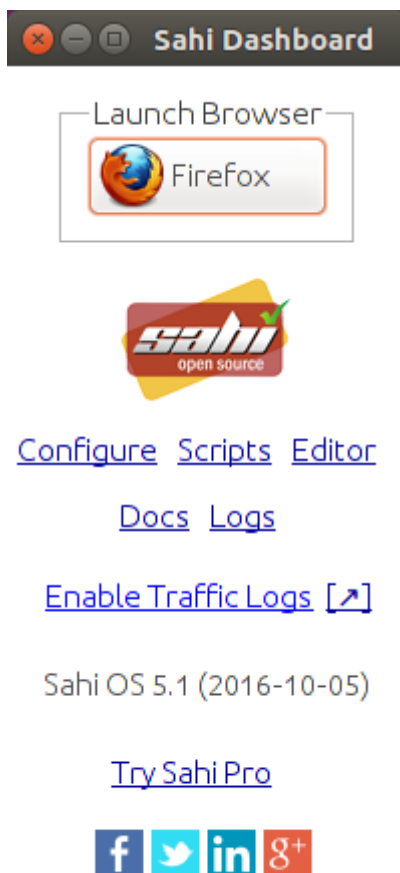 Sahi Dashboard
Launch Browser
Firefox
sahi
open source
Configure Scripts Editor
Docs Logs
Enable Traffic Logs [↗]
Sahi OS 5.1 (2016-10-05)
Try Sahi Pro
f in g+